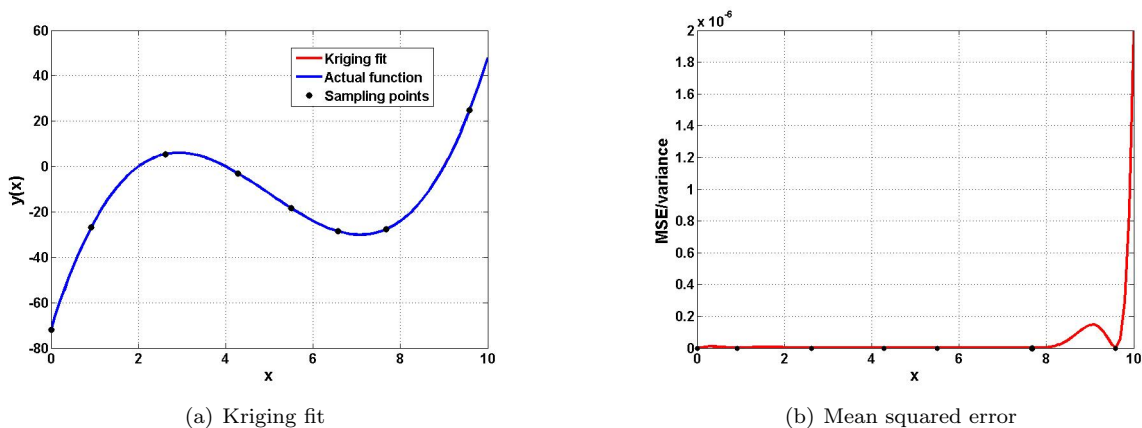 60
40
20
0
-20
-40
-60
-80
y(x)
0 2 4 6 8 10
x
Kriging fit
Actual function
Sampling points
(a) Kriging fit
2 x 10^-6
1.8
1.6
1.4
1.2
1
0.8
0.6
0.4
0.2
0
MSE/variance
0 2 4 6 8 10
x
(b) Mean squared error